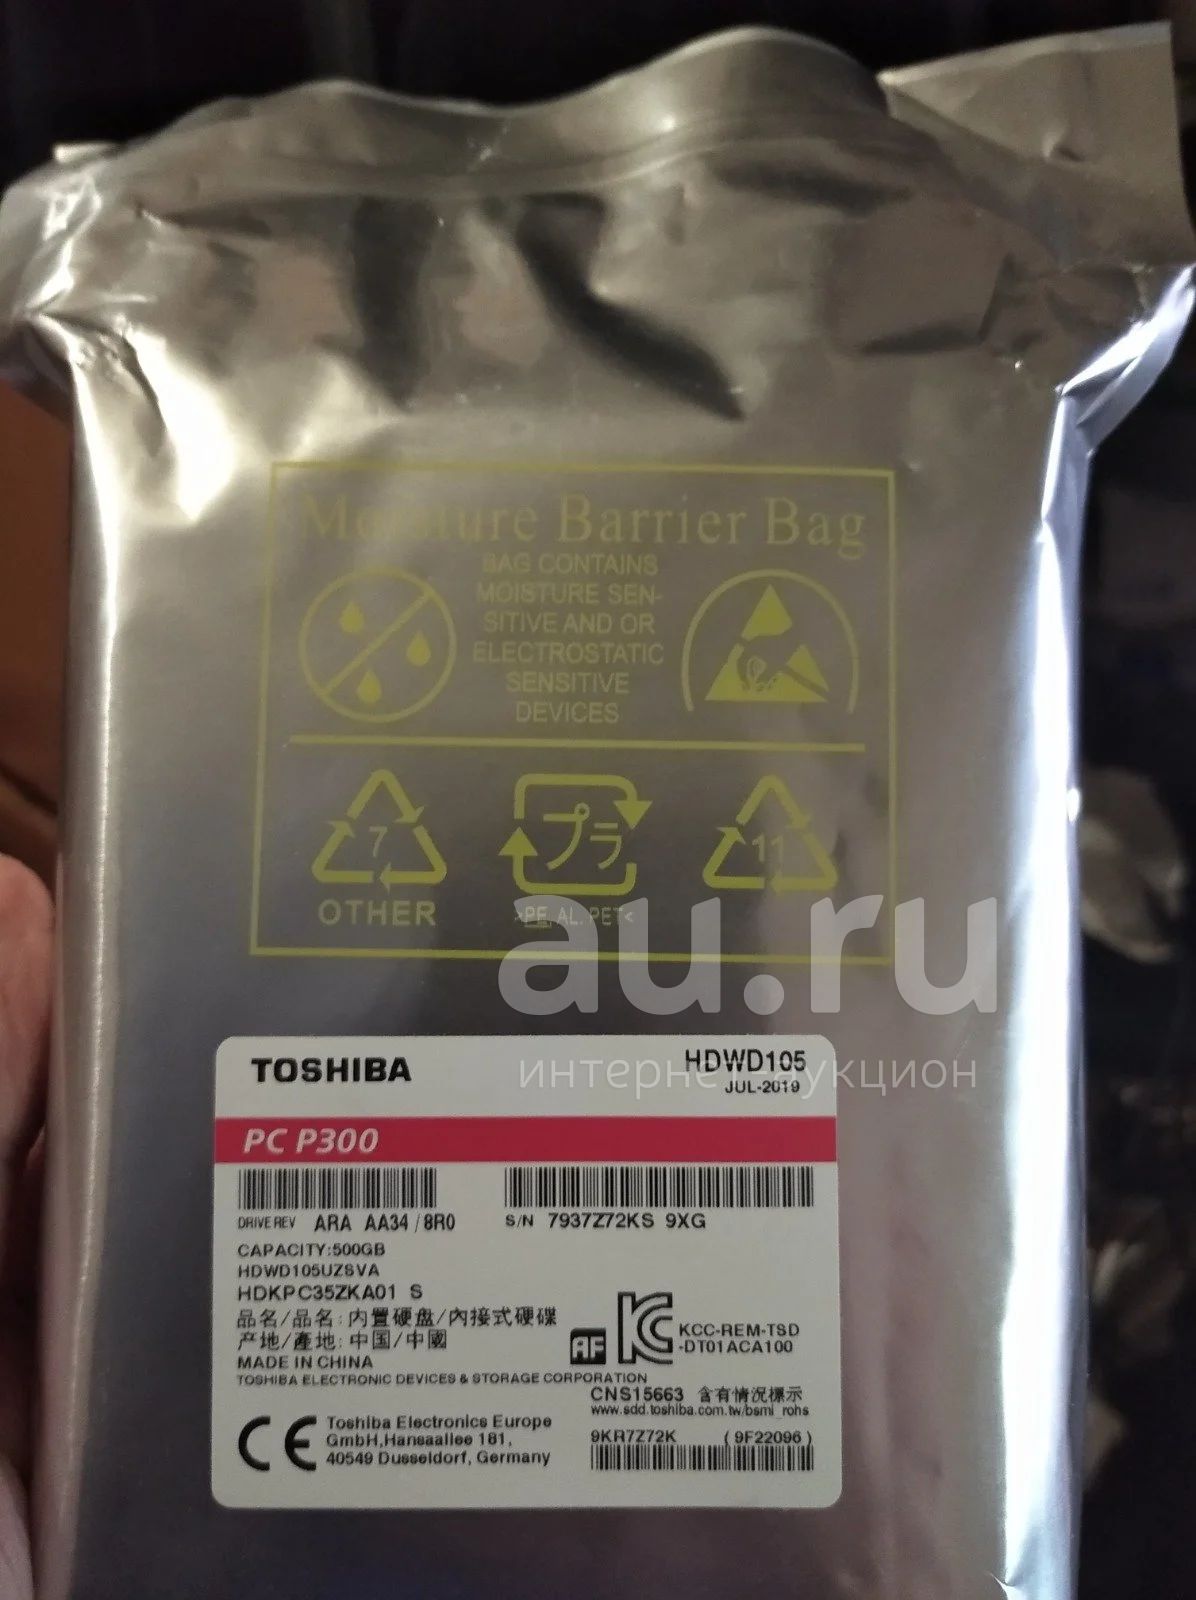 Moisture Barrier Bag
BAG CONTAINS
MOISTURE SEN-
SITIVE AND OR
ELECTROSTATIC
SENSITIVE
DEVICES
7
プラ
11
OTHER
>PE, AL. PET<
au.ru
интернет-аукцион
TOSHIBA
HDWD105
JUL-2019
PC P300
DRIVE REV ARA AA34 / 8R0
S/N 7937Z72KS 9XG
CAPACITY:500GB
HDWD105UZSVA
HDKPC35ZKA01 S
品名/品名: 内置硬盘/內接式硬碟
产地/產地: 中国/中國
MADE IN CHINA
AF
KCC-REM-TSD
-DT01ACA100
TOSHIBA ELECTRONIC DEVICES & STORAGE CORPORATION
CNS15663 含有情況標示
www.sdd.toshiba.com.tw/bsmi_rohs
CE
Toshiba Electronics Europe
GmbH,Hansaallee 181,
40549 Dusseldorf, Germany
9KR7Z72K ( 9F22096 )